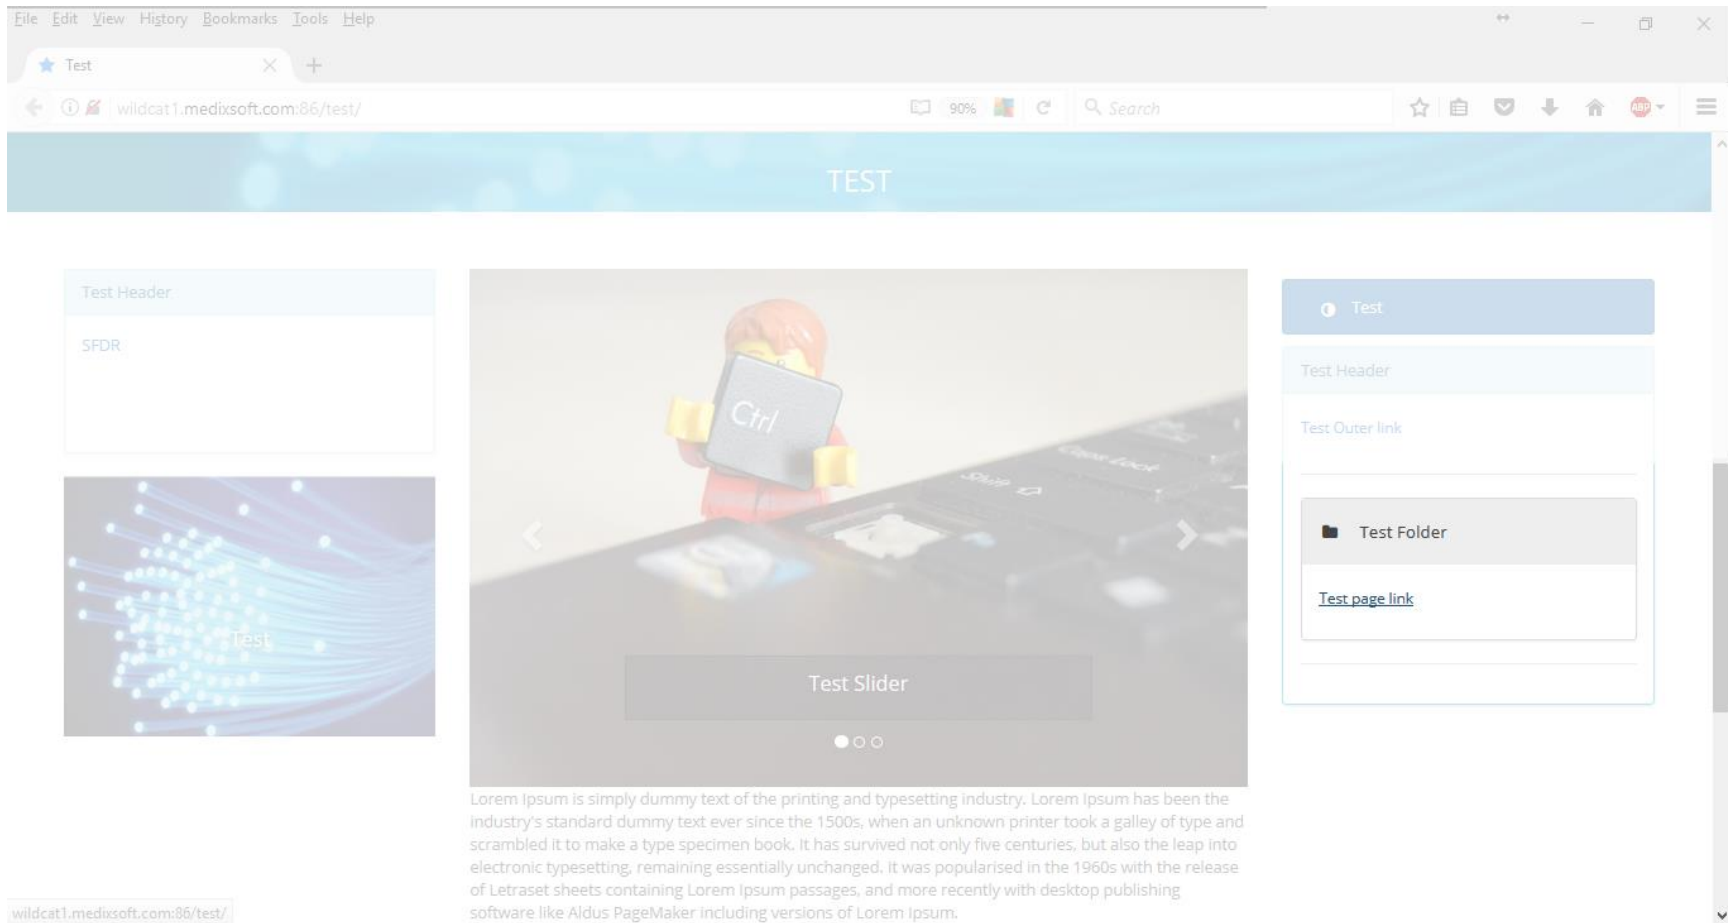 File Edit View History Bookmarks Tools Help
Test
wildcat1.medixsoft.com:86/test/
90%
Search
ABP
TEST
Test Header
SFDR
Test
Ctrl
Caps Lock
Shift
Test Slider
Lorem Ipsum is simply dummy text of the printing and typesetting industry. Lorem Ipsum has been the
industry's standard dummy text ever since the 1500s, when an unknown printer took a galley of type and
scrambled it to make a type specimen book. It has survived not only five centuries, but also the leap into
electronic typesetting, remaining essentially unchanged. It was popularised in the 1960s with the release
of Letraset sheets containing Lorem Ipsum passages, and more recently with desktop publishing
software like Aldus PageMaker including versions of Lorem Ipsum.
Test
Test Header
Test Outer link
Test Folder
Test page link
wildcat1.medixsoft.com:86/test/